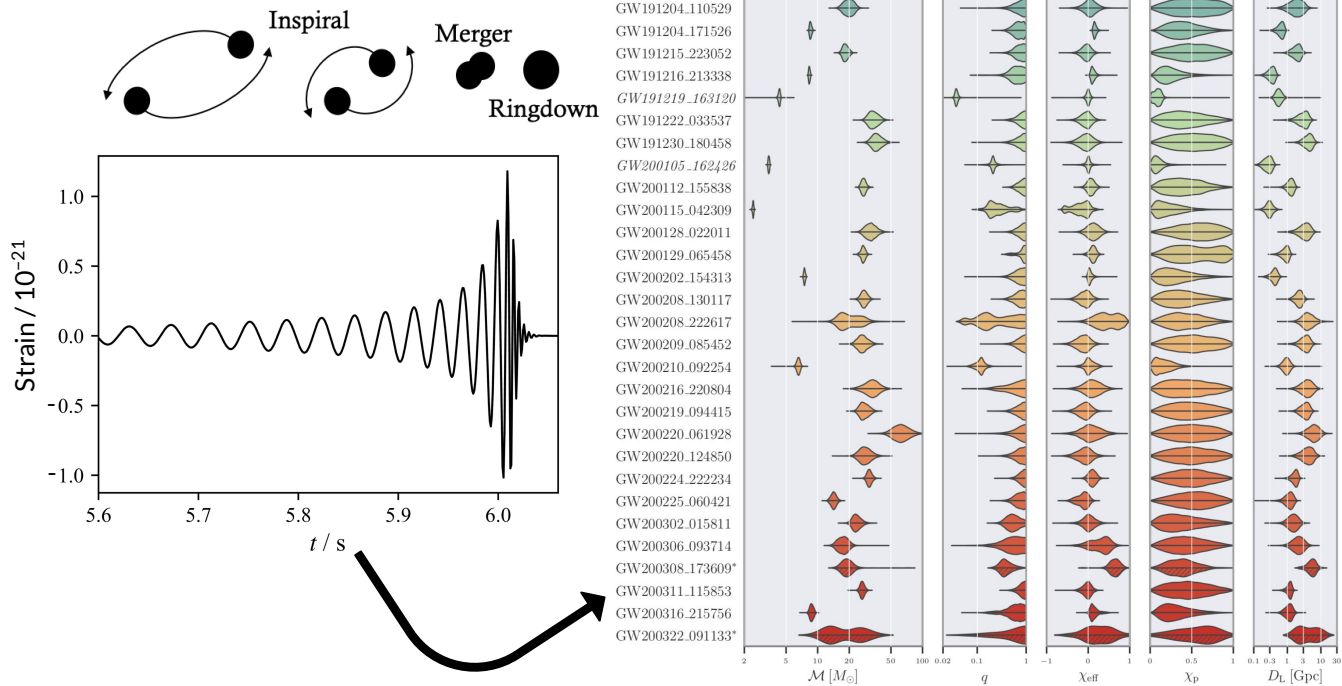 Inspiral
Merger
Ringdown
Strain / 10⁻²¹
1.0
0.5
0.0
−0.5
−1.0
5.6 5.7 5.8 5.9 6.0
t / s
GW191204_110529
GW191204_171526
GW191215_223052
GW191216_213338
GW191219_163120
GW191222_033537
GW191230_180458
GW200105_162426
GW200112_155838
GW200115_042309
GW200128_022011
GW200129_065458
GW200202_154313
GW200208_130117
GW200208_222617
GW200209_085452
GW200210_092254
GW200216_220804
GW200219_094415
GW200220_061928
GW200220_124850
GW200224_222234
GW200225_060421
GW200302_015811
GW200306_093714
GW200308_173609*
GW200311_115853
GW200316_215756
GW200322_091133*
2 5 10 20 50 100 0.02 0.1 1 −1 0 1 0 0.5 1 0.1 0.3 1 3 10 30
ℳ [M☉] q χeff χp DL [Gpc]